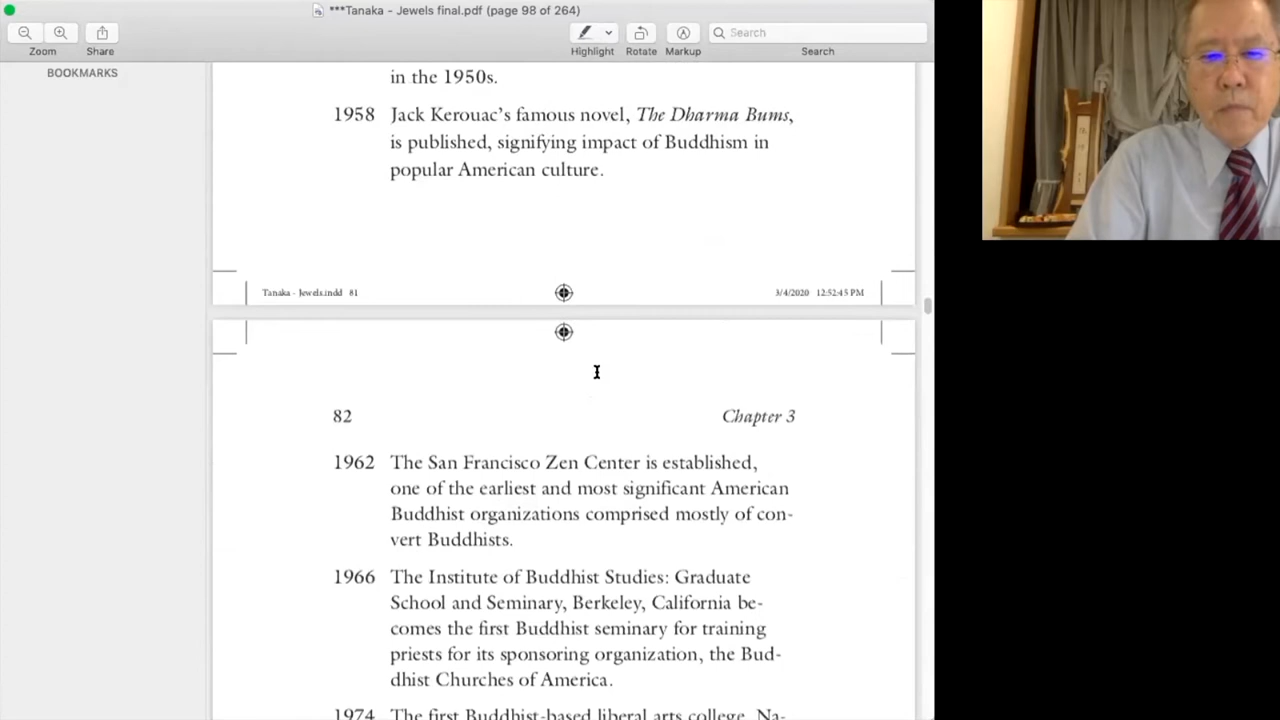 ***Tanaka - Jewels final.pdf (page 98 of 264)
Search
Zoom
Share
Highlight
Rotate
Markup
Search
BOOKMARKS
in the 1950s.
1958 Jack Kerouac's famous novel, The Dharma Bums,
is published, signifying impact of Buddhism in
popular American culture.
Tanaka - Jewels.indd 81
3/4/2020 12:52:45 PM
82
Chapter 3
1962 The San Francisco Zen Center is established,
one of the earliest and most significant American
Buddhist organizations comprised mostly of con-
vert Buddhists.
1966 The Institute of Buddhist Studies: Graduate
School and Seminary, Berkeley, California be-
comes the first Buddhist seminary for training
priests for its sponsoring organization, the Bud-
dhist Churches of America.
1974 The first Buddhist-based liberal arts college, Na-